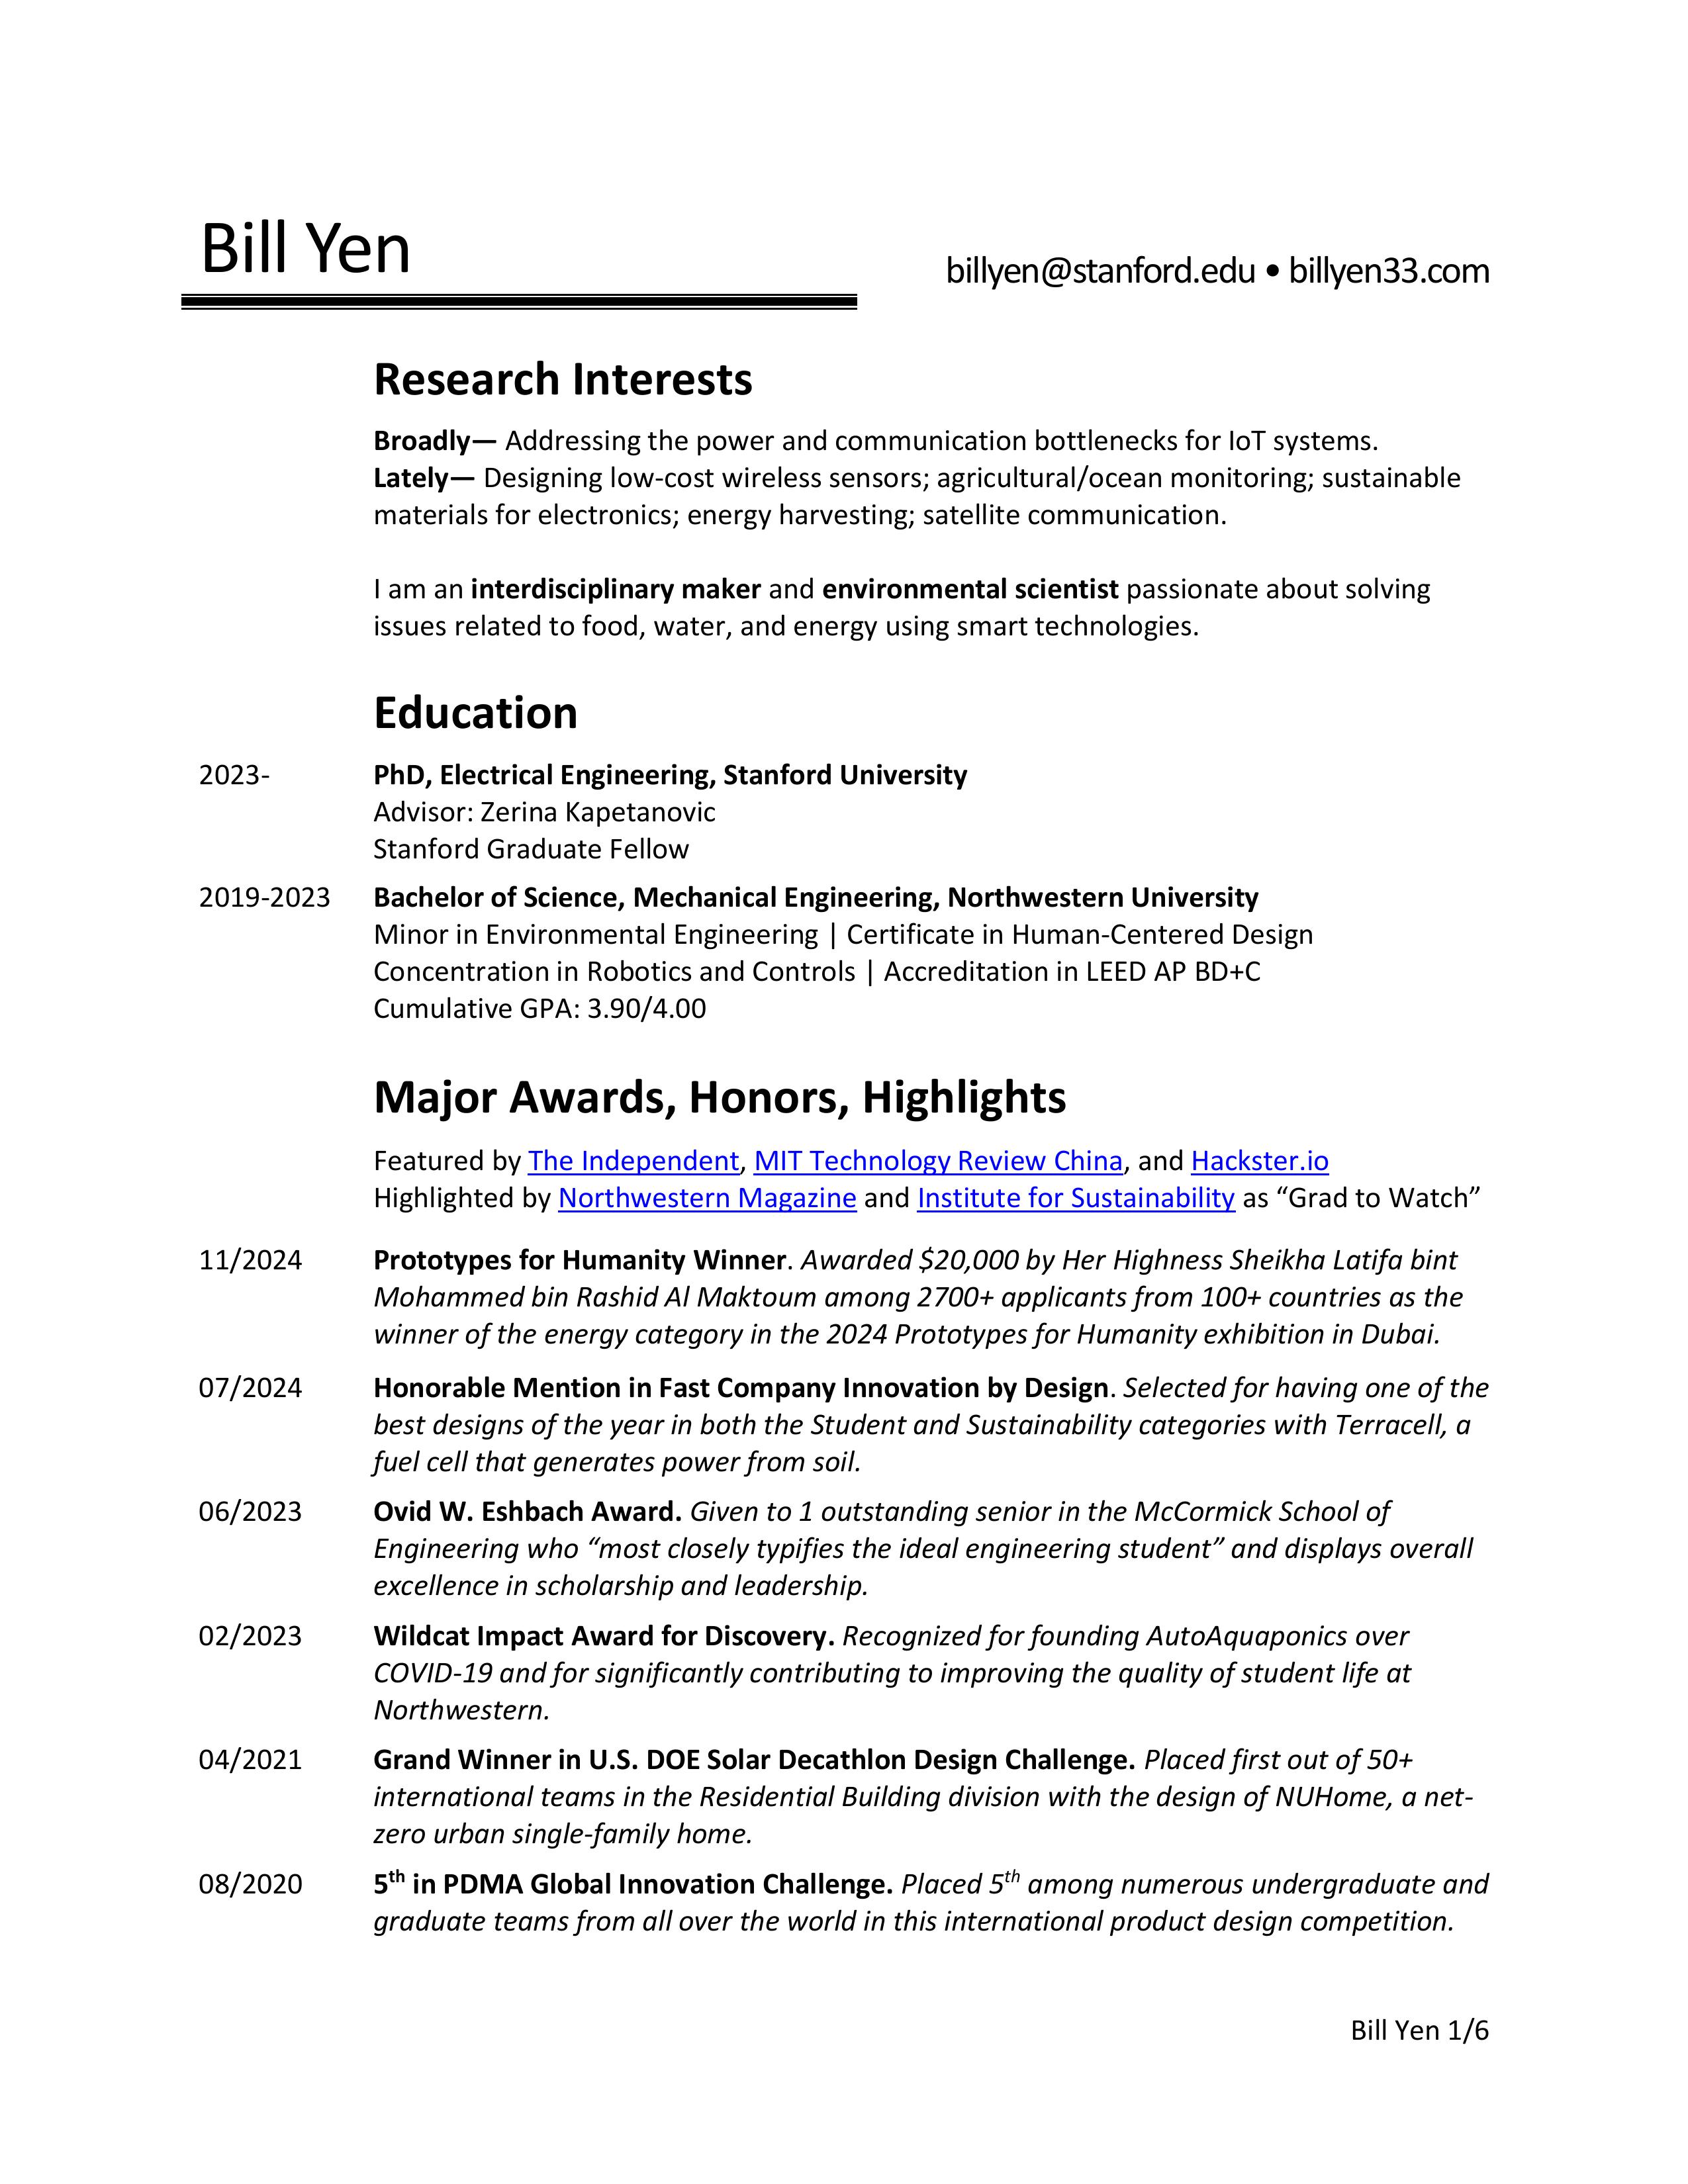 Bill Yen
billyen@stanford.edu • billyen33.com
Research Interests
Broadly— Addressing the power and communication bottlenecks for IoT systems.
Lately— Designing low-cost wireless sensors; agricultural/ocean monitoring; sustainable
materials for electronics; energy harvesting; satellite communication.
I am an interdisciplinary maker and environmental scientist passionate about solving
issues related to food, water, and energy using smart technologies.
Education
2023- PhD, Electrical Engineering, Stanford University
Advisor: Zerina Kapetanovic
Stanford Graduate Fellow
2019-2023 Bachelor of Science, Mechanical Engineering, Northwestern University
Minor in Environmental Engineering | Certificate in Human-Centered Design
Concentration in Robotics and Controls | Accreditation in LEED AP BD+C
Cumulative GPA: 3.90/4.00
Major Awards, Honors, Highlights
Featured by The Independent, MIT Technology Review China, and Hackster.io
Highlighted by Northwestern Magazine and Institute for Sustainability as “Grad to Watch”
11/2024 Prototypes for Humanity Winner. Awarded $20,000 by Her Highness Sheikha Latifa bint
Mohammed bin Rashid Al Maktoum among 2700+ applicants from 100+ countries as the
winner of the energy category in the 2024 Prototypes for Humanity exhibition in Dubai.
07/2024 Honorable Mention in Fast Company Innovation by Design. Selected for having one of the
best designs of the year in both the Student and Sustainability categories with Terracell, a
fuel cell that generates power from soil.
06/2023 Ovid W. Eshbach Award. Given to 1 outstanding senior in the McCormick School of
Engineering who “most closely typifies the ideal engineering student” and displays overall
excellence in scholarship and leadership.
02/2023 Wildcat Impact Award for Discovery. Recognized for founding AutoAquaponics over
COVID-19 and for significantly contributing to improving the quality of student life at
Northwestern.
04/2021 Grand Winner in U.S. DOE Solar Decathlon Design Challenge. Placed first out of 50+
international teams in the Residential Building division with the design of NUHome, a net-
zero urban single-family home.
08/2020 5th in PDMA Global Innovation Challenge. Placed 5th among numerous undergraduate and
graduate teams from all over the world in this international product design competition.
Bill Yen 1/6